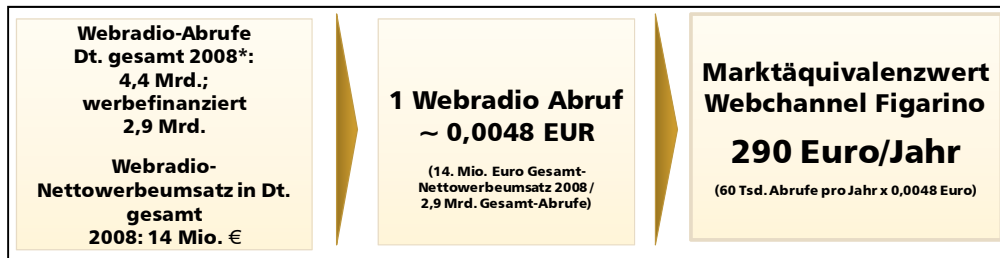 Webradio-Abrufe
Dt. gesamt 2008*:
4,4 Mrd.;
werbefinanziert
2,9 Mrd.
Webradio-
Nettowerbeumsatz in Dt.
gesamt
2008: 14 Mio. €
1 Webradio Abruf
~ 0,0048 EUR
(14. Mio. Euro Gesamt-
Nettowerbeumsatz 2008 /
2,9 Mrd. Gesamt-Abrufe)
Marktäquivalenzwert
Webchannel Figarino
290 Euro/Jahr
(60 Tsd. Abrufe pro Jahr x 0,0048 Euro)